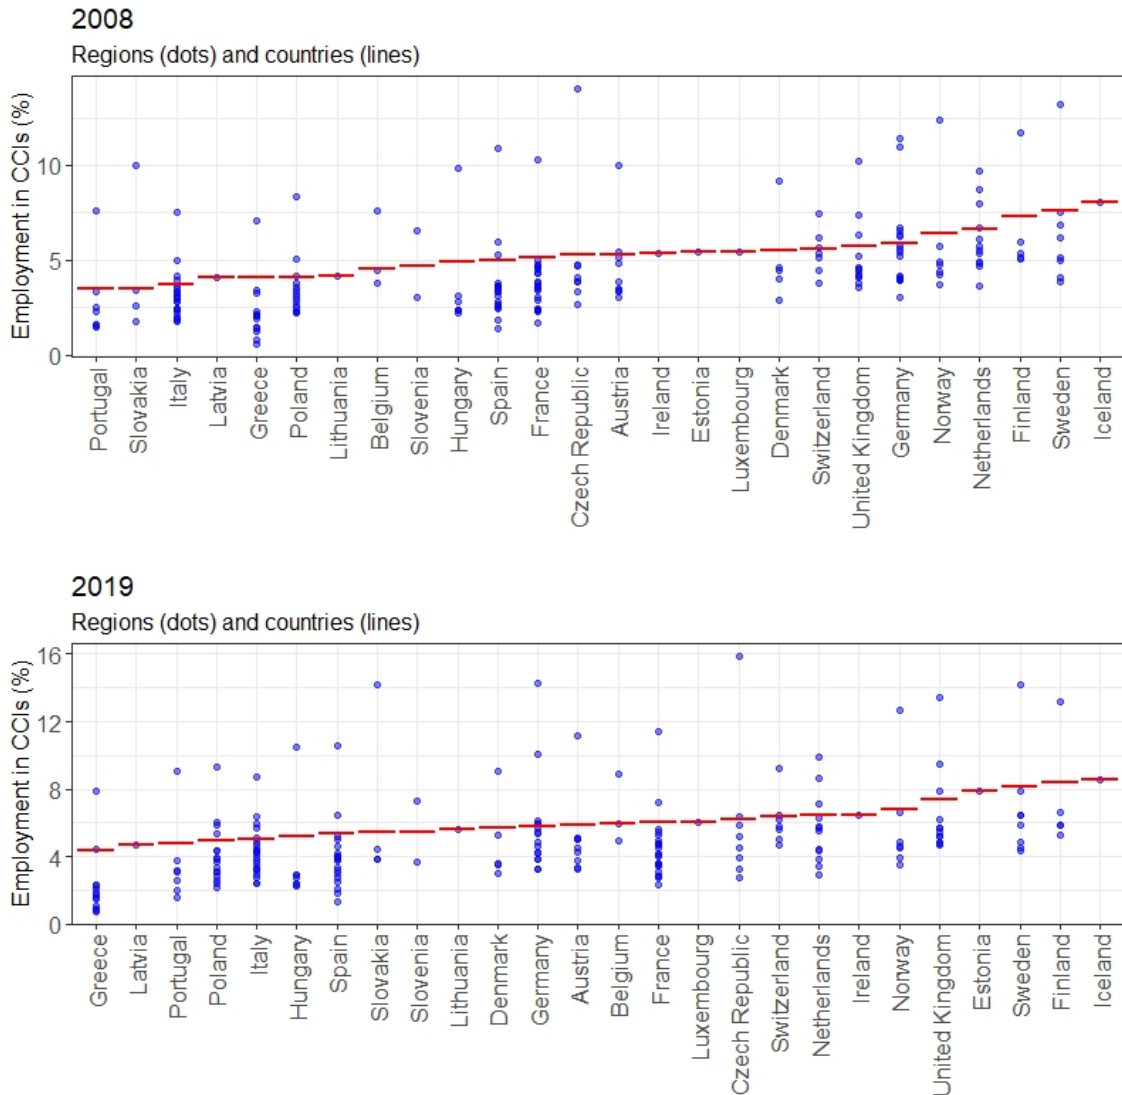 2008
Regions (dots) and countries (lines)
Employment in CCIs (%)
10
5
0
Portugal
Slovakia
Italy
Latvia
Greece
Poland
Lithuania
Belgium
Slovenia
Hungary
Spain
France
Czech Republic
Austria
Ireland
Estonia
Luxembourg
Denmark
Switzerland
United Kingdom
Germany
Norway
Netherlands
Finland
Sweden
Iceland
2019
Regions (dots) and countries (lines)
Employment in CCIs (%)
16
12
8
4
0
Greece
Latvia
Portugal
Poland
Italy
Hungary
Spain
Slovakia
Slovenia
Lithuania
Denmark
Germany
Austria
Belgium
France
Luxembourg
Czech Republic
Switzerland
Netherlands
Ireland
Norway
United Kingdom
Estonia
Sweden
Finland
Iceland